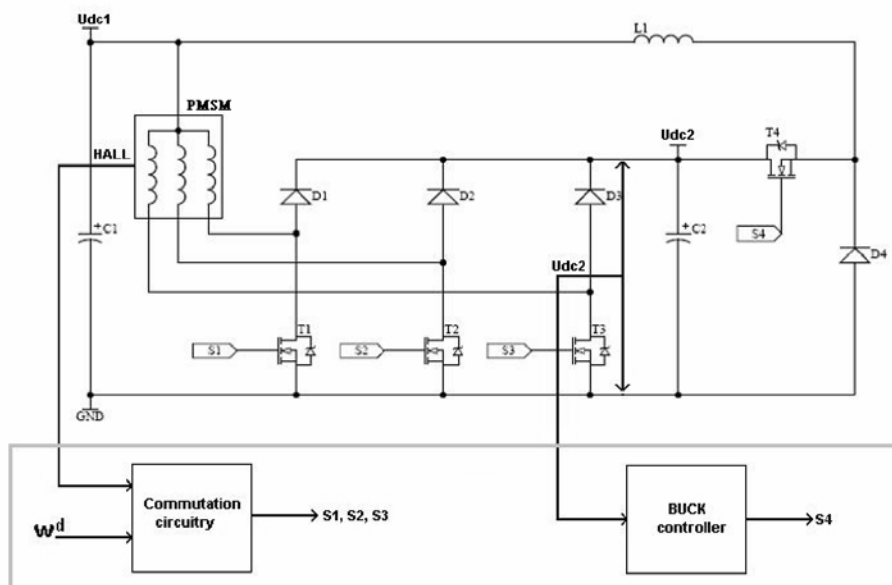 Udc1
L1
PMSM
HALL
Udc2
T4
D1
D2
D3
C1
C2
S4
D4
Udc2
T1
T2
T3
S1
S2
S3
GND
Commutation
circuitry
S1, S2, S3
wd
BUCK
controller
S4